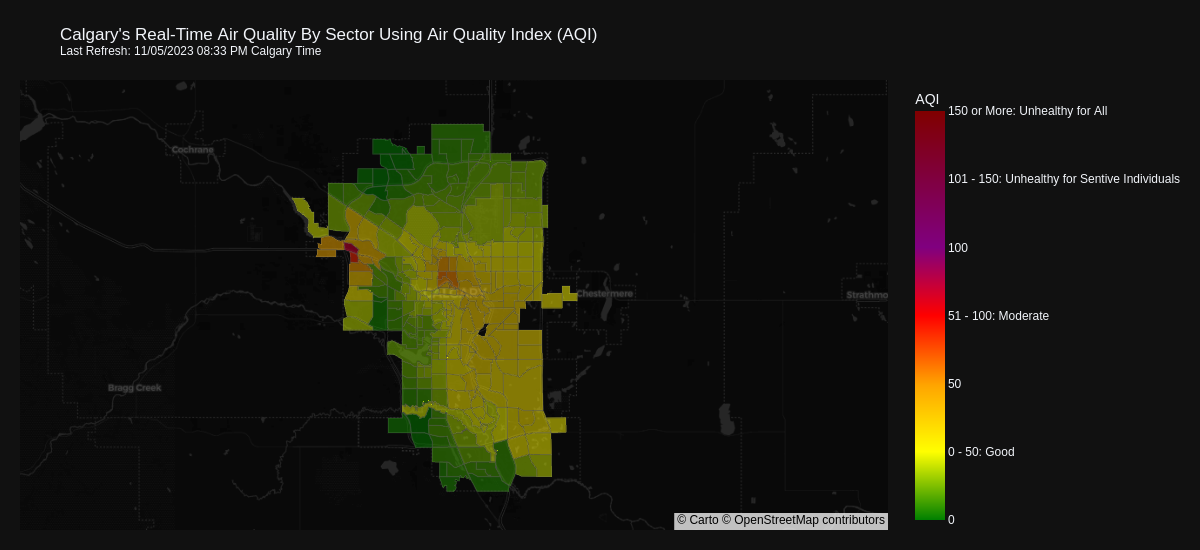 Calgary's Real-Time Air Quality By Sector Using Air Quality Index (AQI)
Last Refresh: 11/05/2023 08:33 PM Calgary Time
AQI
150 or More: Unhealthy for All
101 - 150: Unhealthy for Sentive Individuals
100
51 - 100: Moderate
50
0 - 50: Good
0
Cochrane
Chestermere
Strathmo
Bragg Creek
© Carto © OpenStreetMap contributors